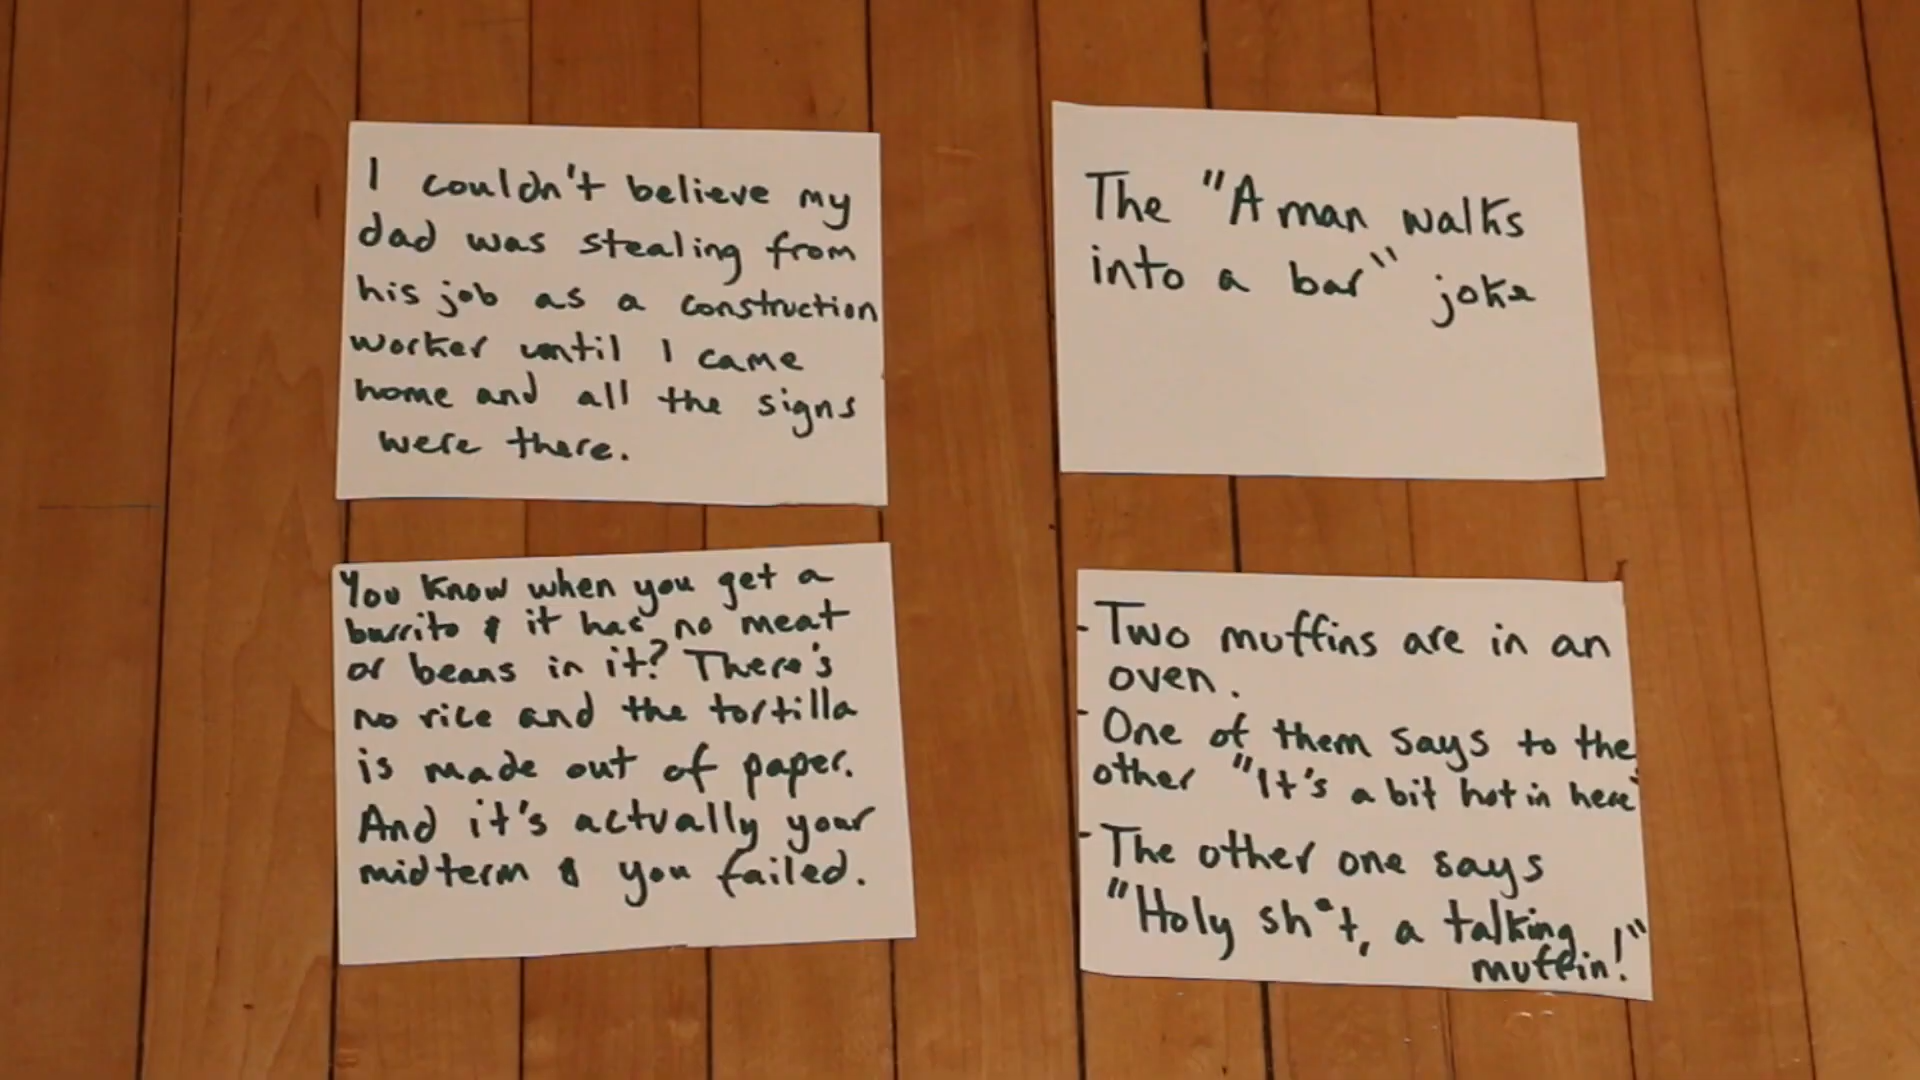 I couldn't believe my
dad was stealing from
his job as a construction
worker until I came
home and all the signs
were there.
The "A man walks
into a bar" joke
You know when you get a
burrito & it has no meat
or beans in it? There's
no rice and the tortilla
is made out of paper.
And it's actually your
midterm & you failed.
- Two muffins are in an
oven.
- One of them says to the
other "It's a bit hot in here"
- The other one says
"Holy sh*t, a talking
muffin!"